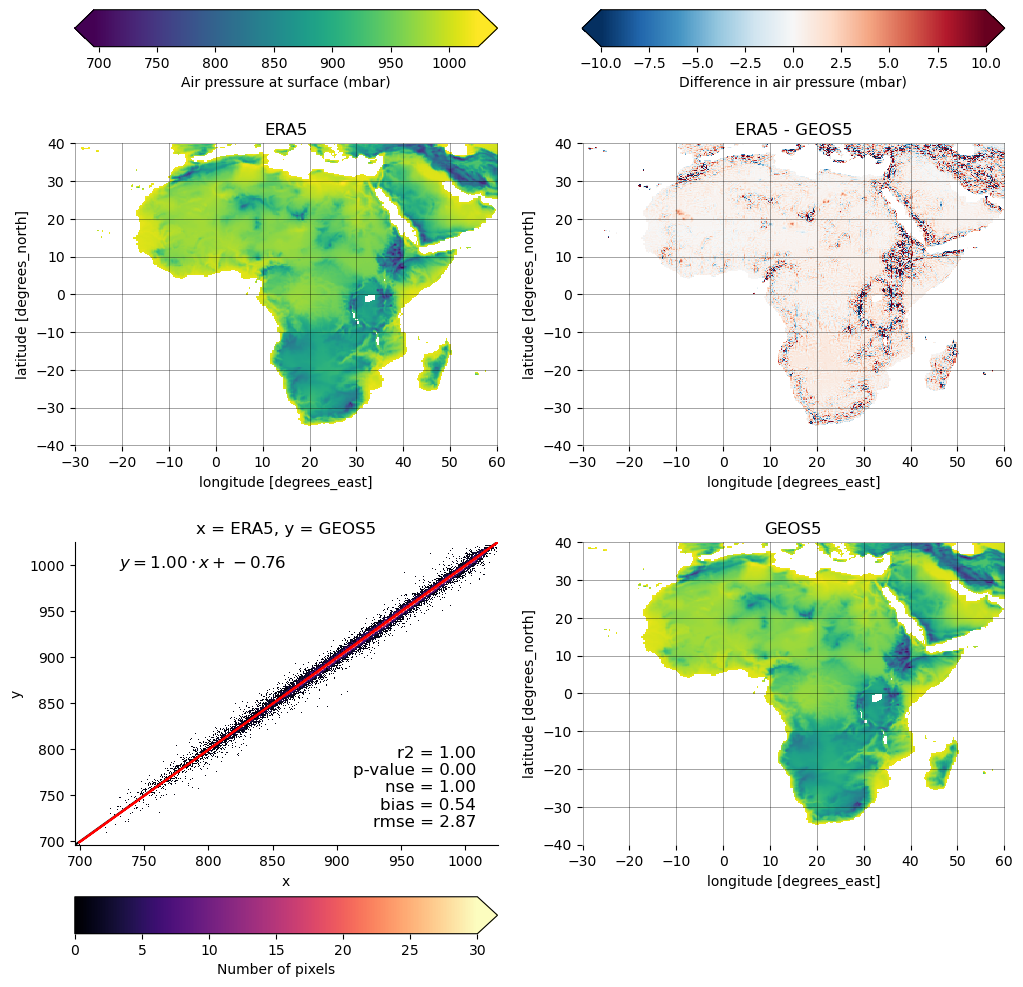 700 750 800 850 900 950 1000
Air pressure at surface (mbar)
−10.0 −7.5 −5.0 −2.5 0.0 2.5 5.0 7.5 10.0
Difference in air pressure (mbar)
ERA5
40
30
20
10
0
−10
−20
−30
−40
latitude [degrees_north]
−30 −20 −10 0 10 20 30 40 50 60
longitude [degrees_east]
ERA5 - GEOS5
40
30
20
10
0
−10
−20
−30
−40
latitude [degrees_north]
−30 −20 −10 0 10 20 30 40 50 60
longitude [degrees_east]
x = ERA5, y = GEOS5
y = 1.00 · x + −0.76
1000
950
900
850
800
750
700
y
r2 = 1.00
p-value = 0.00
nse = 1.00
bias = 0.54
rmse = 2.87
700 750 800 850 900 950 1000
x
GEOS5
40
30
20
10
0
−10
−20
−30
−40
latitude [degrees_north]
−30 −20 −10 0 10 20 30 40 50 60
longitude [degrees_east]
0 5 10 15 20 25 30
Number of pixels